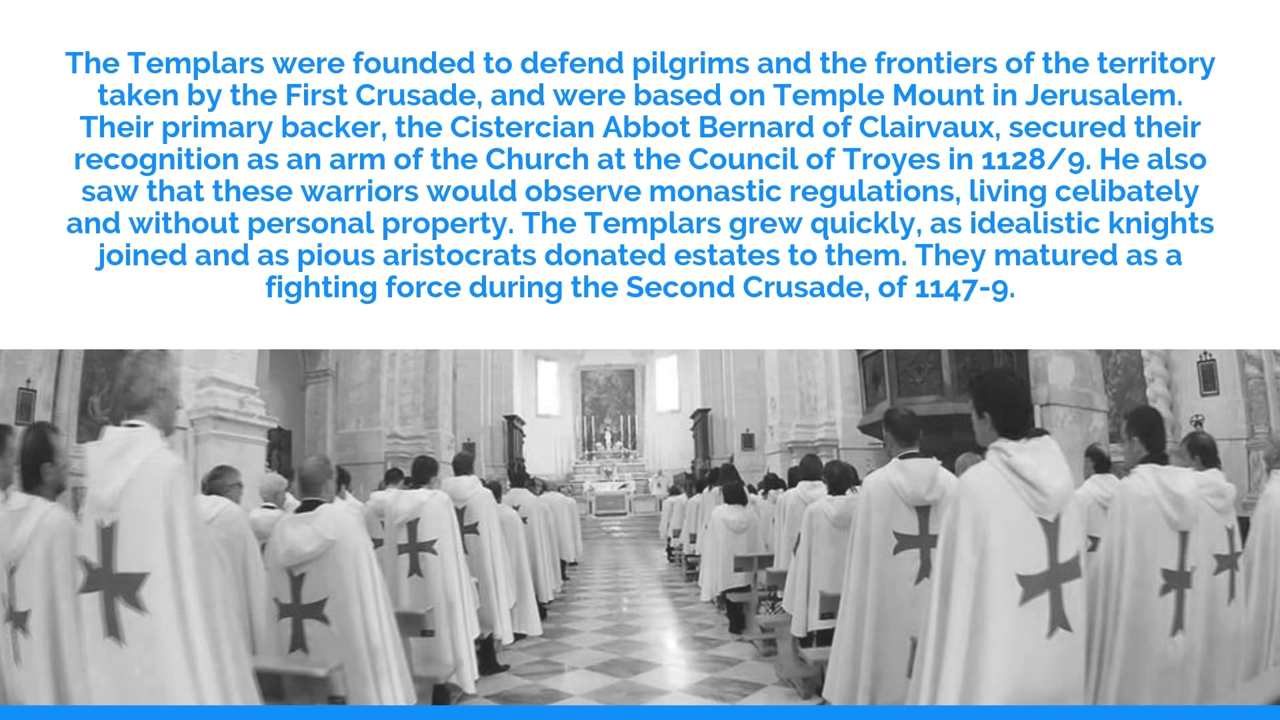 The Templars were founded to defend pilgrims and the frontiers of the territory
taken by the First Crusade, and were based on Temple Mount in Jerusalem.
Their primary backer, the Cistercian Abbot Bernard of Clairvaux, secured their
recognition as an arm of the Church at the Council of Troyes in 1128/9. He also
saw that these warriors would observe monastic regulations, living celibately
and without personal property. The Templars grew quickly, as idealistic knights
joined and as pious aristocrats donated estates to them. They matured as a
fighting force during the Second Crusade, of 1147-9.